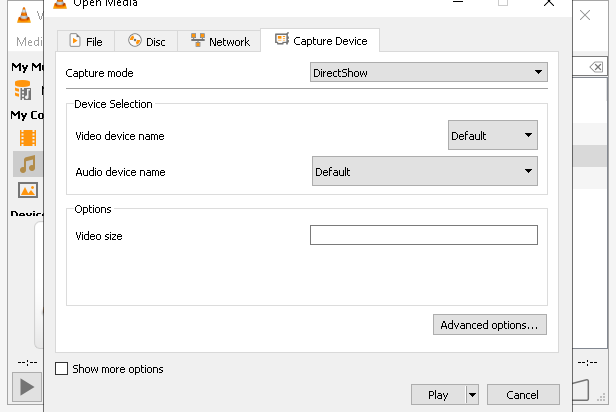 Open Media
Medi
File
Disc
Network
Capture Device
My M
Capture mode
DirectShow
Device Selection
My Co
Video device name
Default
Audio device name
Default
Device
Options
Video size
Advanced options...
--:--
--:--
Show more options
Play
Cancel